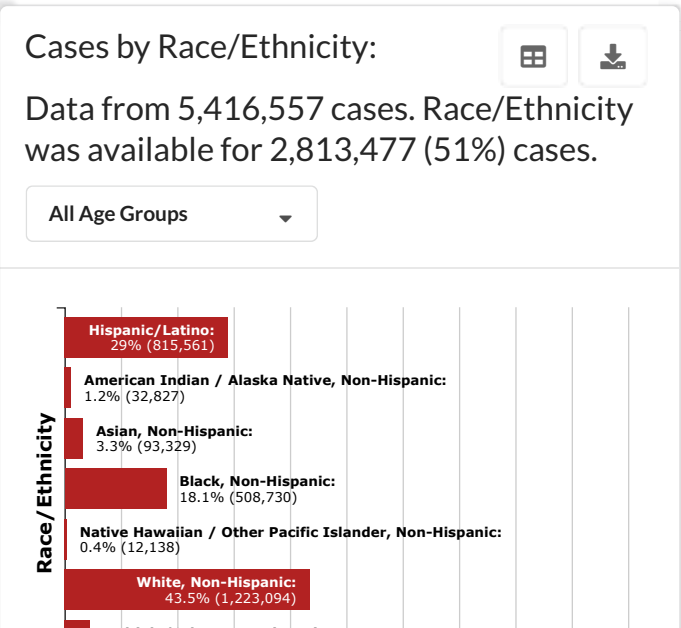 Cases by Race/Ethnicity:
Data from 5,416,557 cases. Race/Ethnicity
was available for 2,813,477 (51%) cases.
All Age Groups
Race/Ethnicity
Hispanic/Latino:
29% (815,561)
American Indian / Alaska Native, Non-Hispanic:
1.2% (32,827)
Asian, Non-Hispanic:
3.3% (93,329)
Black, Non-Hispanic:
18.1% (508,730)
Native Hawaiian / Other Pacific Islander, Non-Hispanic:
0.4% (12,138)
White, Non-Hispanic:
43.5% (1,223,094)